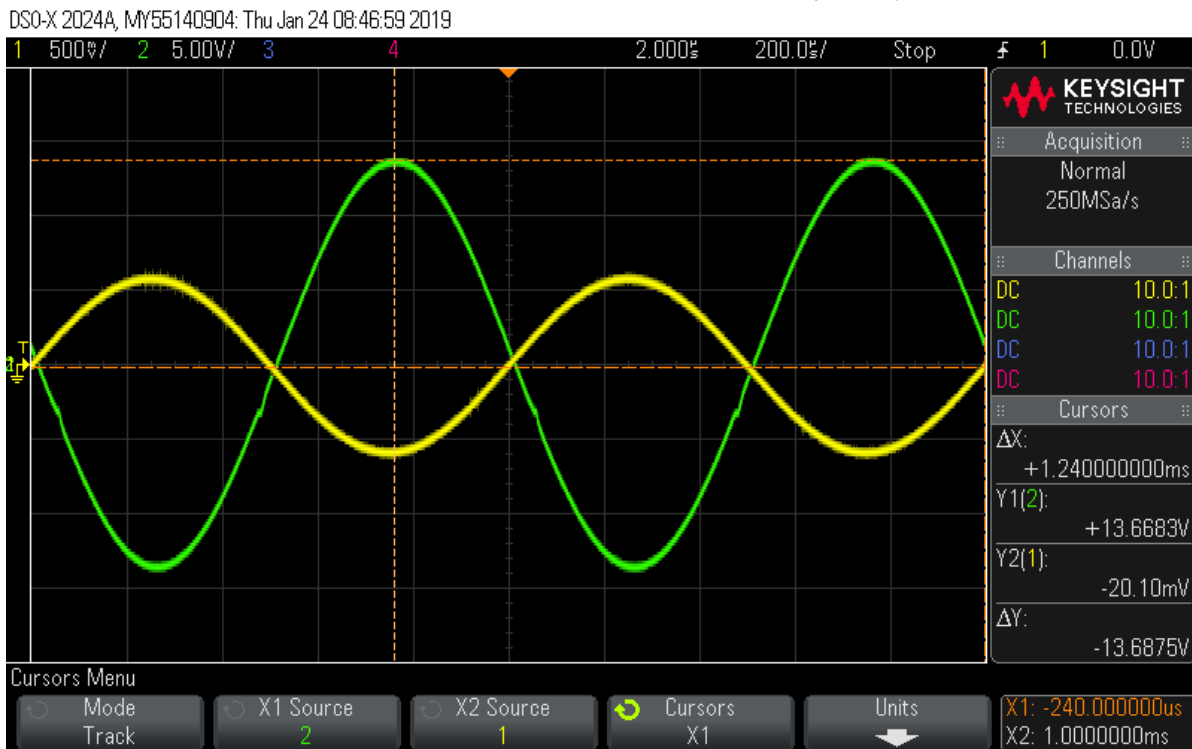 DSO-X 2024A, MY55140904: Thu Jan 24 08:46:59 2019
1 500mV/ 2 5.00V/ 3 4 2.000s 200.0s/ Stop 1 0.0V
KEYSIGHT
TECHNOLOGIES
Acquisition
Normal
250MSa/s
Channels
DC 10.0:1
DC 10.0:1
DC 10.0:1
DC 10.0:1
Cursors
ΔX:
+1.240000000ms
Y1(2):
+13.6683V
Y2(1):
-20.10mV
ΔY:
-13.6875V
T
Cursors Menu
Mode
Track
X1 Source
2
X2 Source
1
Cursors
X1
Units
X1: -240.000000us
X2: 1.0000000ms